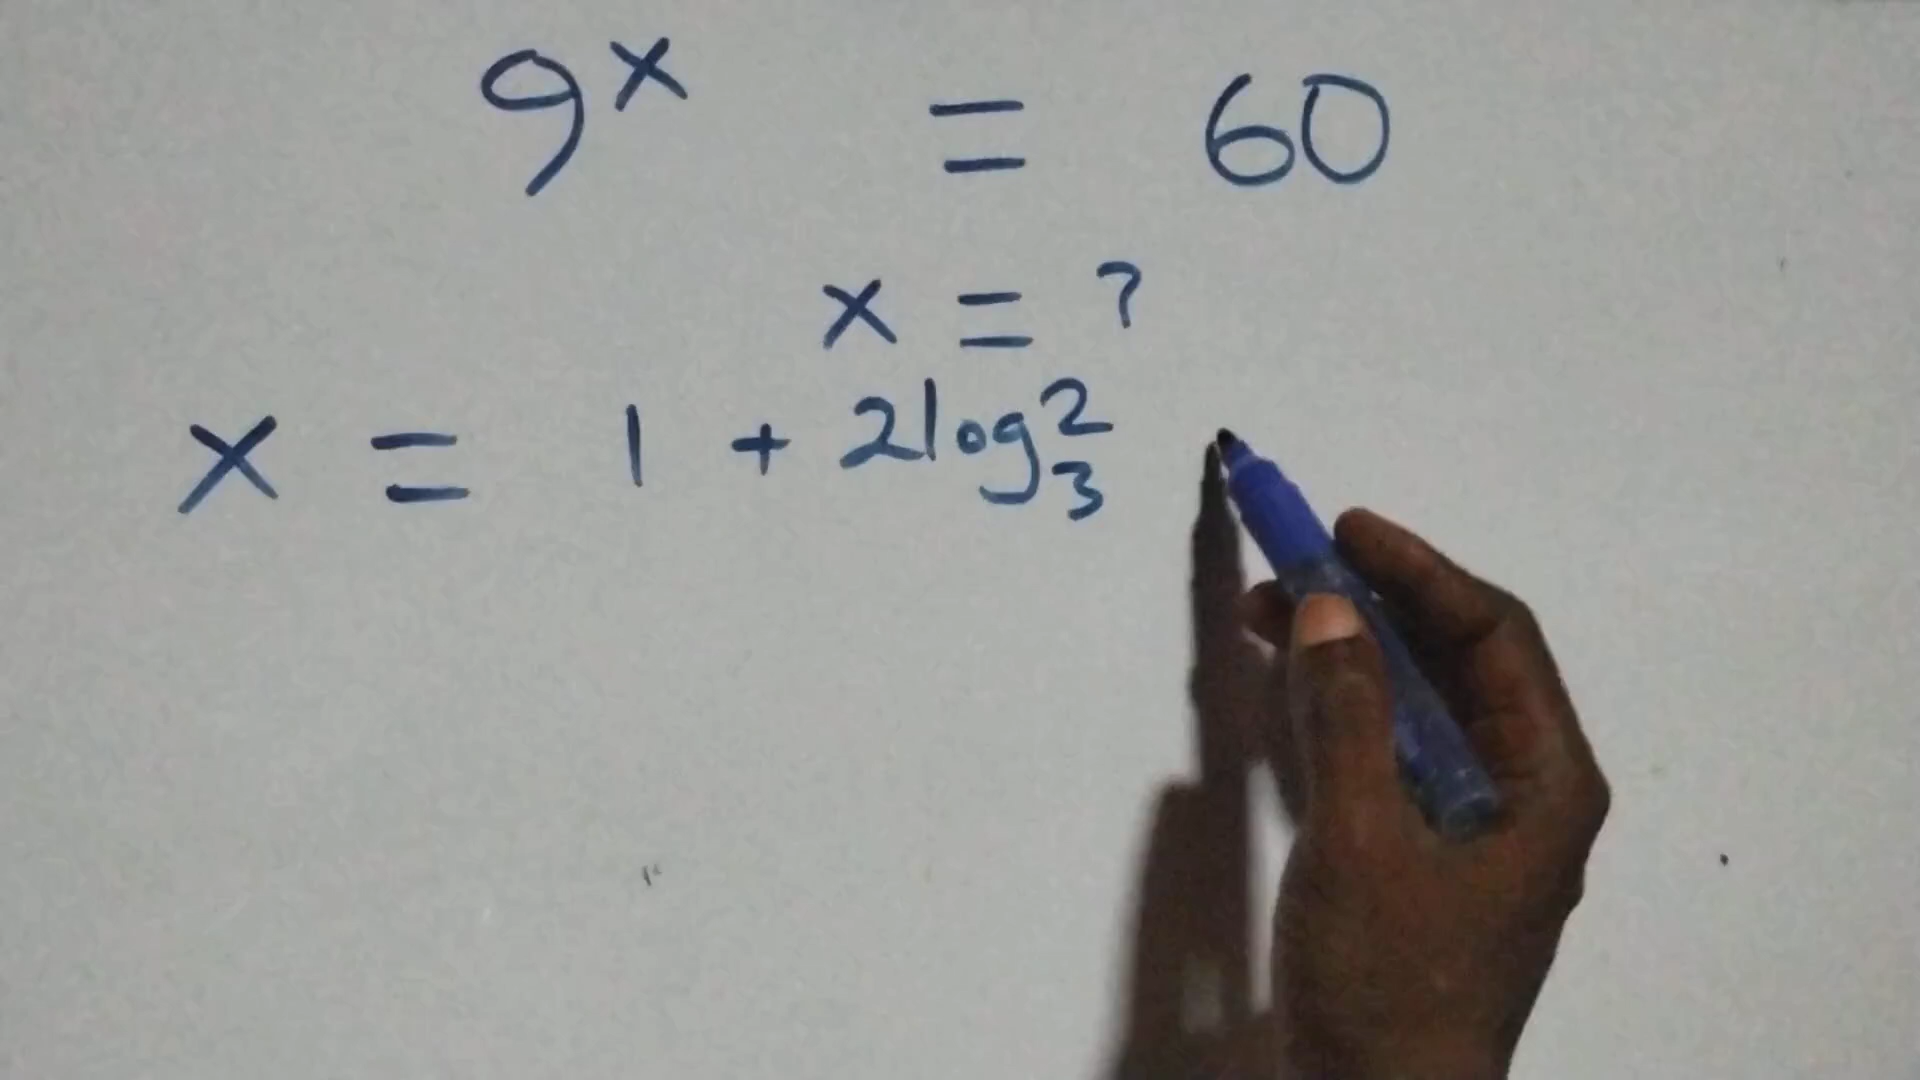 9^x = 60
x = ?
x = 1 + 2log_3^2